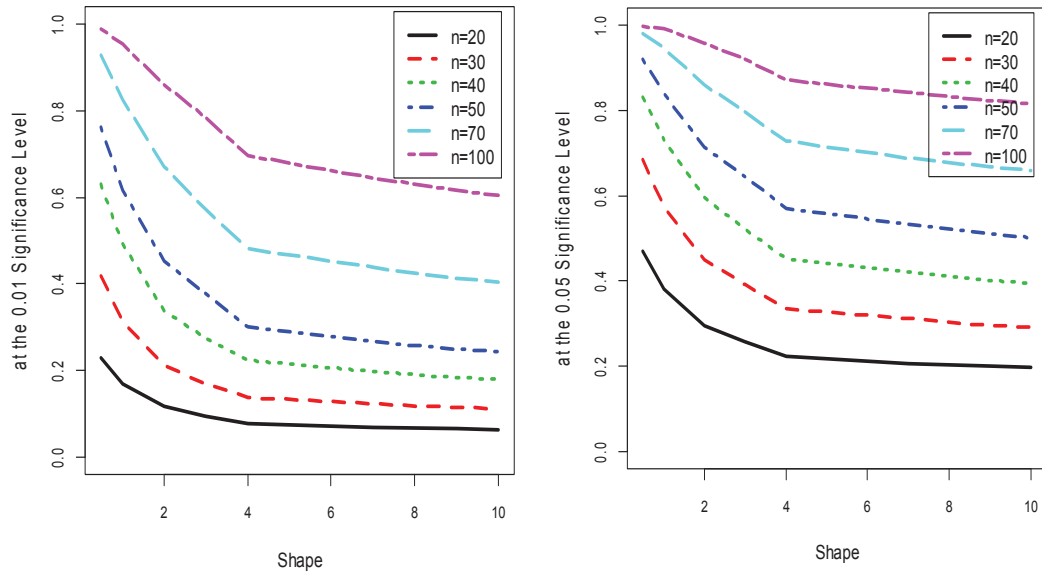 at the 0.01 Significance Level
1.0
0.8
0.6
0.4
0.2
0.0
n=20
n=30
n=40
n=50
n=70
n=100
2
4
6
8
10
Shape
at the 0.05 Significance Level
1.0
0.8
0.6
0.4
0.2
0.0
n=20
n=30
n=40
n=50
n=70
n=100
2
4
6
8
10
Shape